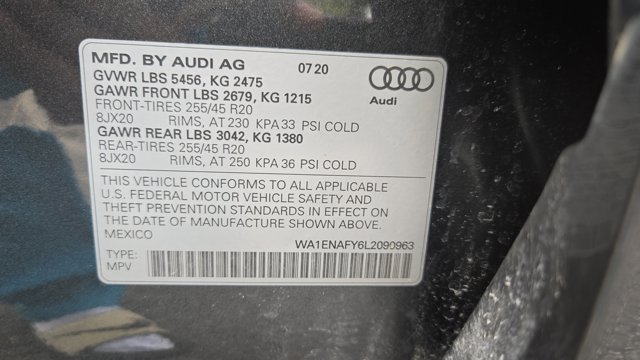 MFD. BY AUDI AG 07 20
GVWR LBS 5456, KG 2475
GAWR FRONT LBS 2679, KG 1215
FRONT-TIRES 255/45 R20
8JX20 RIMS, AT 230 KPA 33 PSI COLD
GAWR REAR LBS 3042, KG 1380
REAR-TIRES 255/45 R20
8JX20 RIMS, AT 250 KPA 36 PSI COLD
Audi
THIS VEHICLE CONFORMS TO ALL APPLICABLE
U.S. FEDERAL MOTOR VEHICLE SAFETY AND
THEFT PREVENTION STANDARDS IN EFFECT ON
THE DATE OF MANUFACTURE SHOWN ABOVE.
MEXICO WA1ENAFY6L2090963
TYPE:
MPV